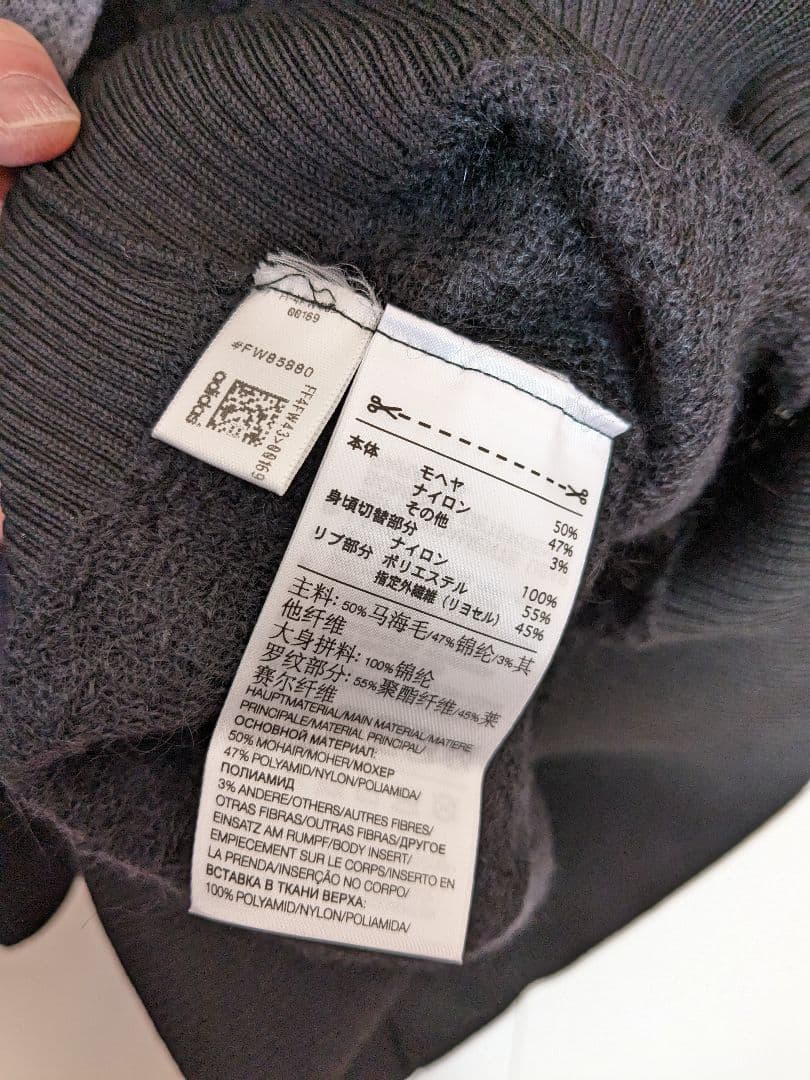 00169
#FW85880
adidas
FF4FW43>00169
本体
モヘヤ 50%
ナイロン 47%
その他 3%
身頃切替部分
ナイロン 100%
リブ部分 ポリエステル 55%
指定外繊維（リヨセル） 45%
主料: 50%马海毛/47%锦纶/3%其
他纤维
大身拼料: 100%锦纶
罗纹部分: 55%聚酯纤维/45%莱
赛尔纤维
HAUPTMATERIAL/MAIN MATERIAL/MATIERE
PRINCIPALE/MATERIAL PRINCIPAL/
ОСНОВНОЙ МАТЕРИАЛ:
50% MOHAIR/MOHER/МОХЕР
47% POLYAMID/NYLON/POLIAMIDA/
ПОЛИАМИД
3% ANDERE/OTHERS/AUTRES FIBRES/
OTRAS FIBRAS/OUTRAS FIBRAS/ДРУГОЕ
EINSATZ AM RUMPF/BODY INSERT/
EMPIECEMENT SUR LE CORPS/INSERTO EN
LA PRENDA/INSERÇÃO NO CORPO/
ВСТАВКА В ТКАНИ ВЕРХА:
100% POLYAMID/NYLON/POLIAMIDA/